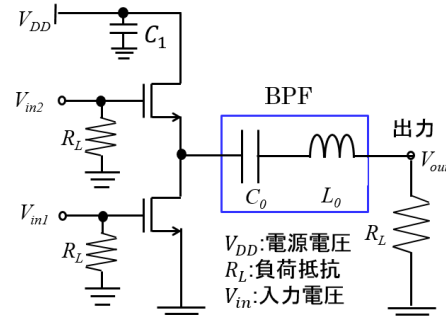 V_DD
C_1
V_in2
BPF
R_L
出力
V_out
C_0
L_0
V_in1
R_L
R_L
V_DD:電源電圧
R_L:負荷抵抗
V_in:入力電圧